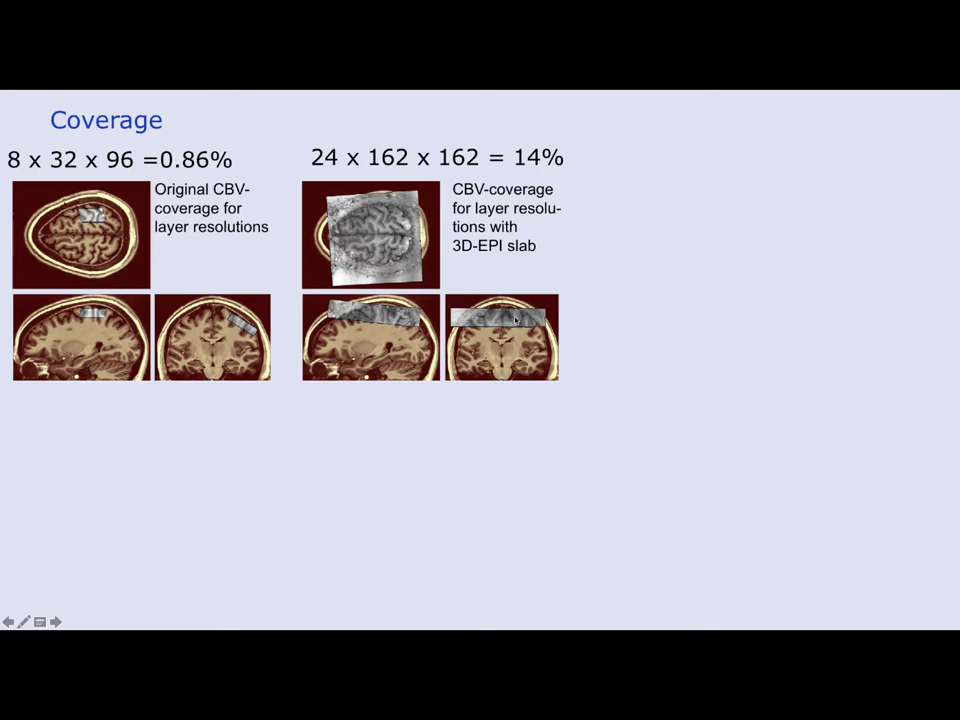 Coverage
8 x 32 x 96 =0.86%
Original CBV-
coverage for
layer resolutions
24 x 162 x 162 = 14%
CBV-coverage
for layer resolu-
tions with
3D-EPI slab